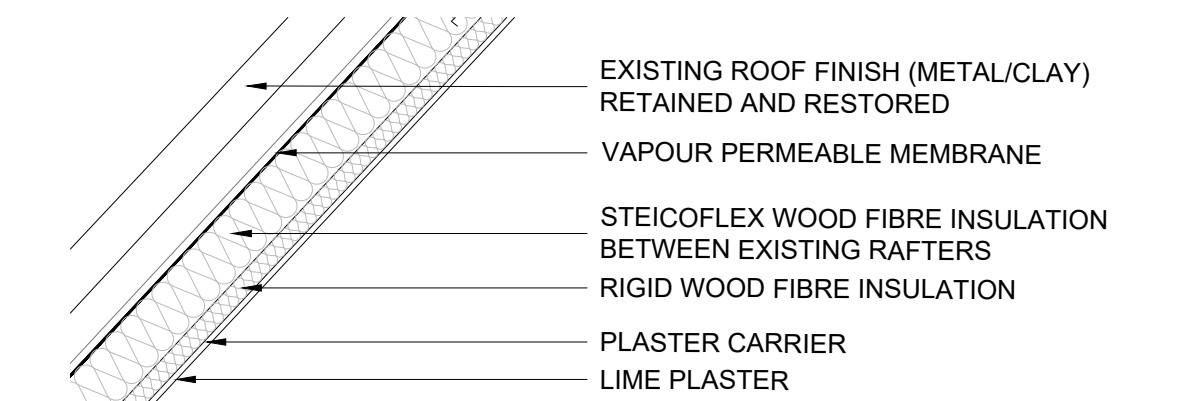 EXISTING ROOF FINISH (METAL/CLAY)
RETAINED AND RESTORED
VAPOUR PERMEABLE MEMBRANE
STEICOFLEX WOOD FIBRE INSULATION
BETWEEN EXISTING RAFTERS
RIGID WOOD FIBRE INSULATION
PLASTER CARRIER
LIME PLASTER